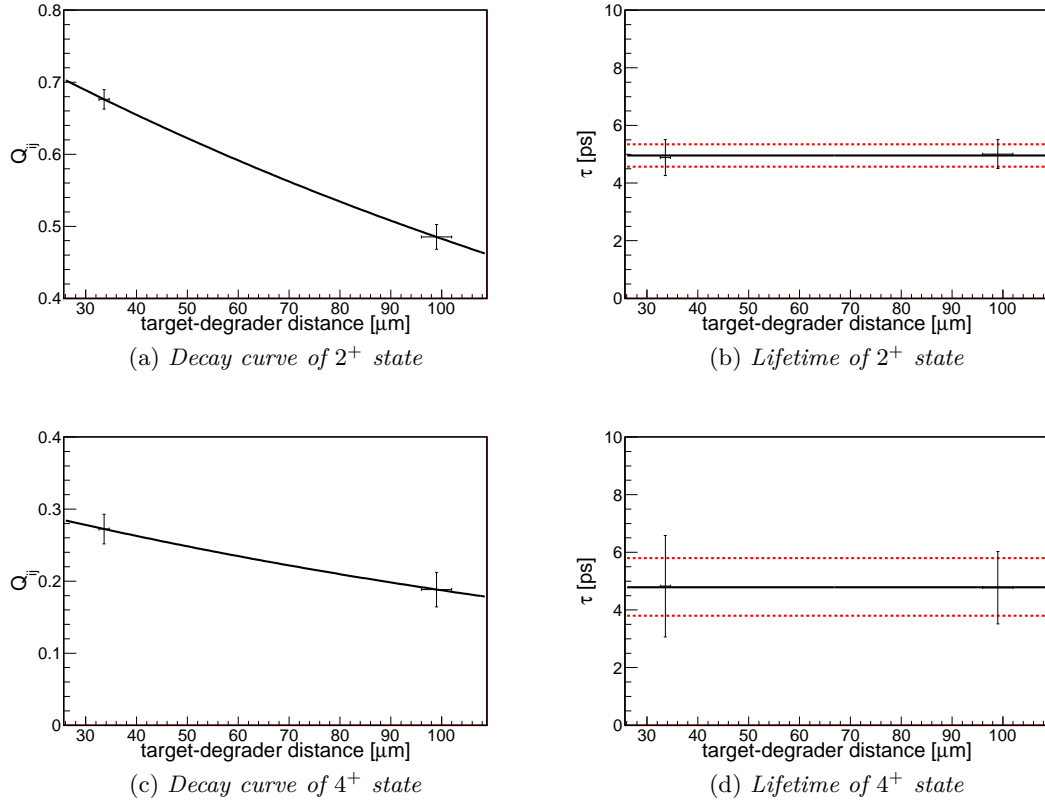 0.8
0.7
0.6
0.5
0.4
Q_ij
30 40 50 60 70 80 90 100
target-degrader distance [μm]
(a) Decay curve of 2⁺ state
10
8
6
4
2
0
τ [ps]
30 40 50 60 70 80 90 100
target-degrader distance [μm]
(b) Lifetime of 2⁺ state
0.4
0.3
0.2
0.1
0
Q_ij
30 40 50 60 70 80 90 100
target-degrader distance [μm]
(c) Decay curve of 4⁺ state
10
8
6
4
2
0
τ [ps]
30 40 50 60 70 80 90 100
target-degrader distance [μm]
(d) Lifetime of 4⁺ state